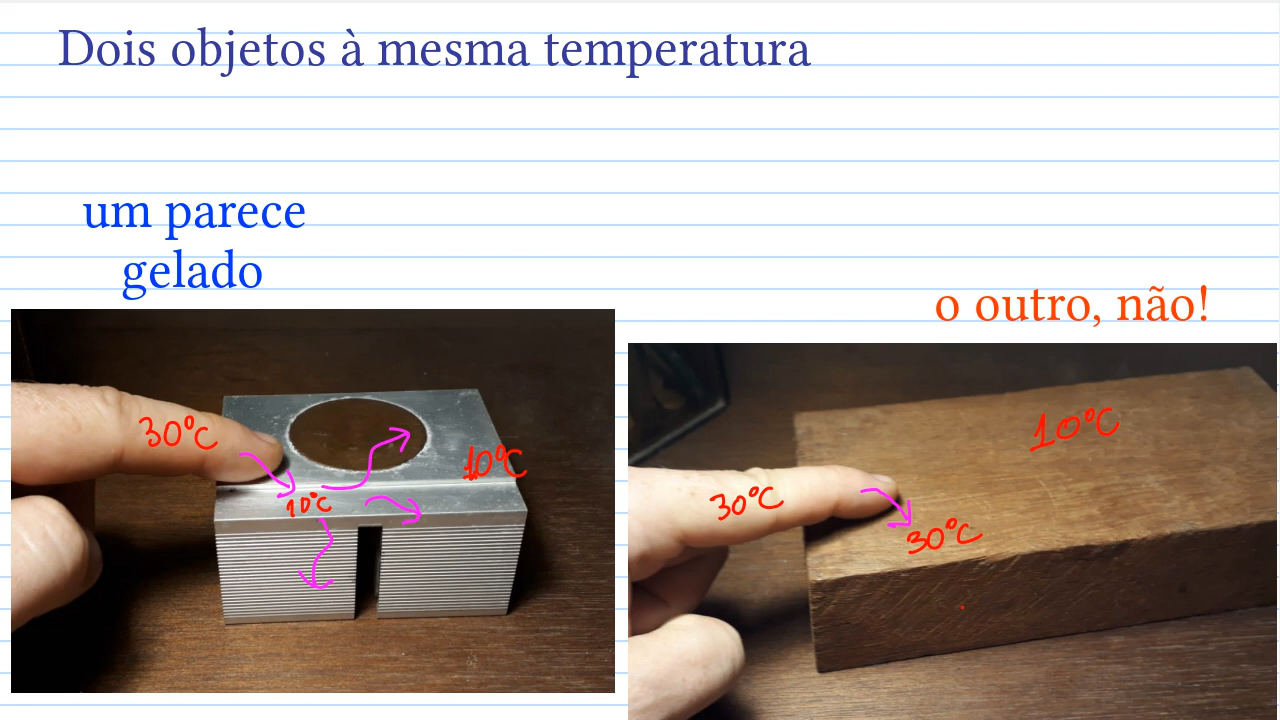 Dois objetos à mesma temperatura
um parece
gelado
o outro, não!
30°C
10°C
10°C
10°C
30°C
30°C